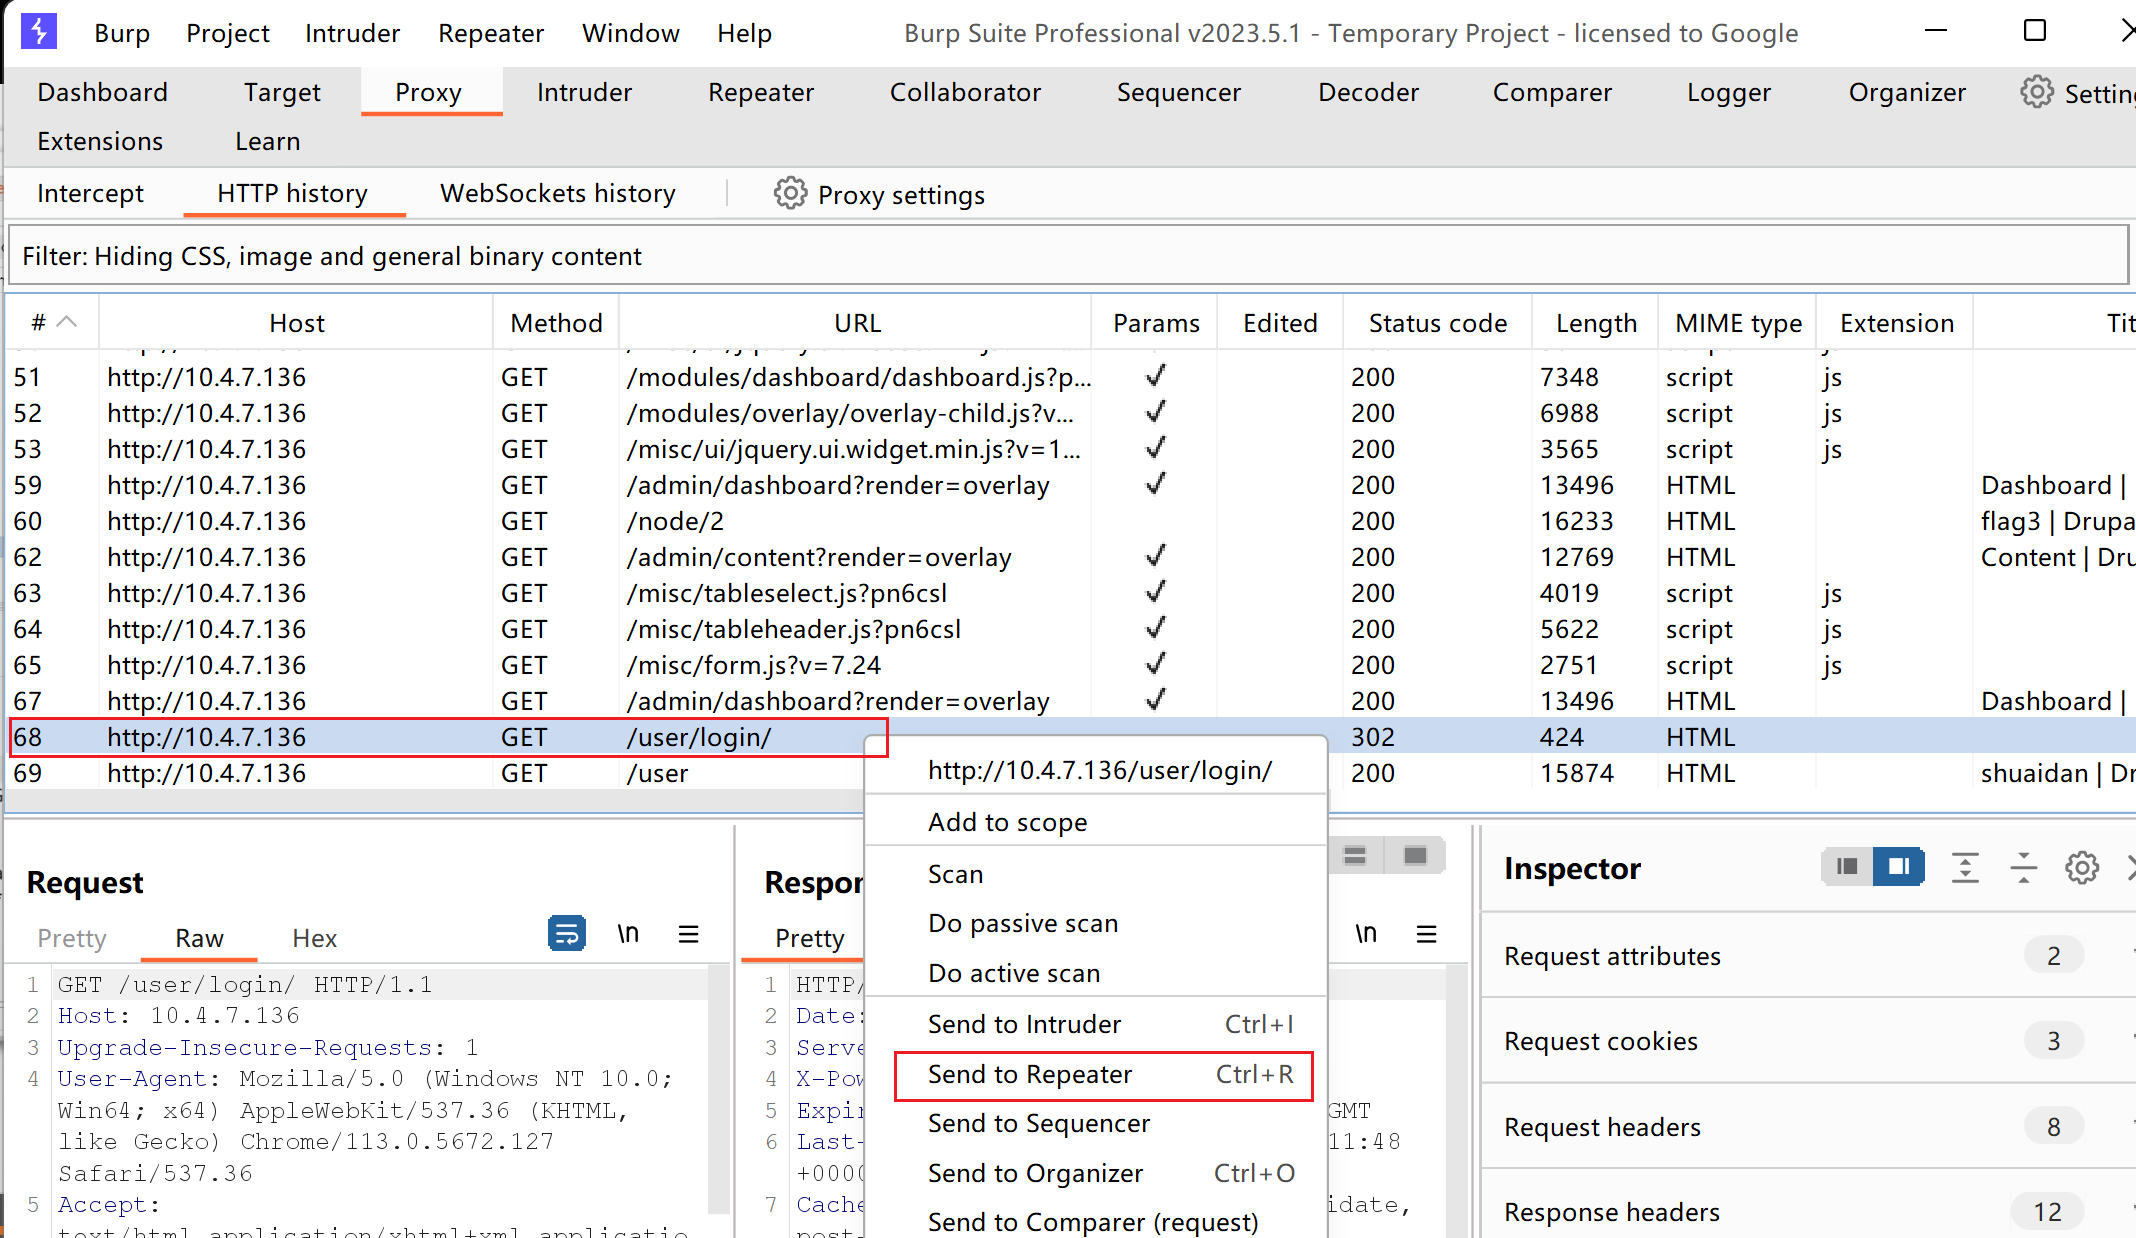 Burp Project Intruder Repeater Window Help Burp Suite Professional v2023.5.1 - Temporary Project - licensed to Google
Dashboard Target Proxy Intruder Repeater Collaborator Sequencer Decoder Comparer Logger Organizer Settin
Extensions Learn
Intercept HTTP history WebSockets history Proxy settings
Filter: Hiding CSS, image and general binary content
# Host Method URL Params Edited Status code Length MIME type Extension Tit
51 http://10.4.7.136 GET /modules/dashboard/dashboard.js?p... ✓ 200 7348 script js
52 http://10.4.7.136 GET /modules/overlay/overlay-child.js?v... ✓ 200 6988 script js
53 http://10.4.7.136 GET /misc/ui/jquery.ui.widget.min.js?v=1... ✓ 200 3565 script js
59 http://10.4.7.136 GET /admin/dashboard?render=overlay ✓ 200 13496 HTML Dashboard |
60 http://10.4.7.136 GET /node/2 200 16233 HTML flag3 | Drupa
62 http://10.4.7.136 GET /admin/content?render=overlay ✓ 200 12769 HTML Content | Dru
63 http://10.4.7.136 GET /misc/tableselect.js?pn6csl ✓ 200 4019 script js
64 http://10.4.7.136 GET /misc/tableheader.js?pn6csl ✓ 200 5622 script js
65 http://10.4.7.136 GET /misc/form.js?v=7.24 ✓ 200 2751 script js
67 http://10.4.7.136 GET /admin/dashboard?render=overlay ✓ 200 13496 HTML Dashboard |
68 http://10.4.7.136 GET /user/login/ 302 424 HTML
69 http://10.4.7.136 GET /user 200 15874 HTML shuaidan | Dr
http://10.4.7.136/user/login/
Add to scope
Scan
Do passive scan
Do active scan
Send to Intruder Ctrl+I
Send to Repeater Ctrl+R
Send to Sequencer
Send to Organizer Ctrl+O
Send to Comparer (request)
Request
Pretty Raw Hex \n
1 GET /user/login/ HTTP/1.1
2 Host: 10.4.7.136
3 Upgrade-Insecure-Requests: 1
4 User-Agent: Mozilla/5.0 (Windows NT 10.0;
Win64; x64) AppleWebKit/537.36 (KHTML,
like Gecko) Chrome/113.0.5672.127
Safari/537.36
5 Accept:
text/html,application/xhtml+xml,applicatio
Respon
Pretty \n
1 HTTP/
2 Date:
3 Serve
4 X-Pow
5 Expir GMT
6 Last- 11:48
+0000
7 Cache idate,
post-
Inspector
Request attributes 2
Request cookies 3
Request headers 8
Response headers 12